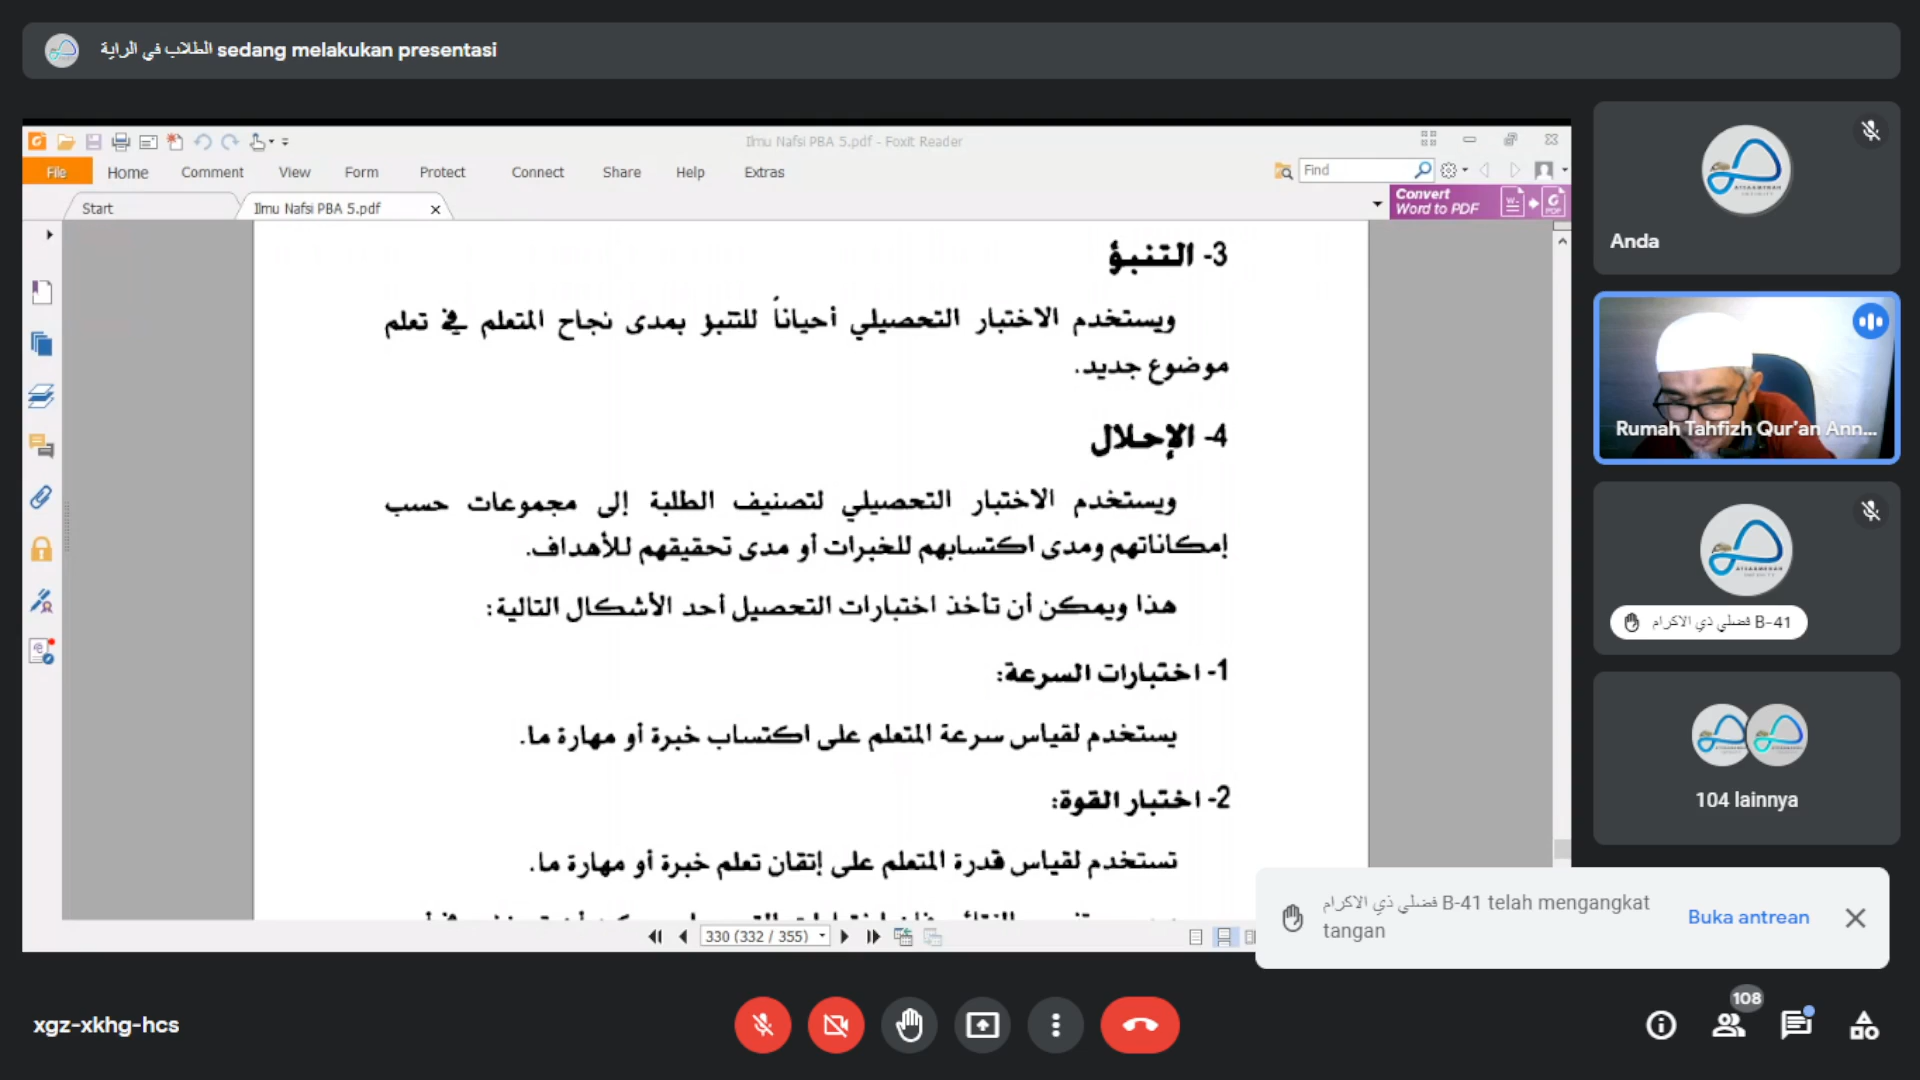 الطلاب في الراية sedang melakukan presentasi
Ilmu Nafsi PBA 5.pdf - Foxit Reader
File Home Comment View Form Protect Connect Share Help Extras
Find
Start
Ilmu Nafsi PBA 5.pdf
Convert
Word to PDF
3- التنبؤ
ويستخدم الاختبار التحصيلي أحياناً للتنبؤ بمدى نجاح المتعلم في تعلم
موضوع جديد.
4- الإحلال
ويستخدم الاختبار التحصيلي لتصنيف الطلبة إلى مجموعات حسب
إمكاناتهم ومدى اكتسابهم للخبرات أو مدى تحقيقهم للأهداف.
هذا ويمكن أن تأخذ اختبارات التحصيل أحد الأشكال التالية:
1- اختبارات السرعة:
يستخدم لقياس سرعة المتعلم على اكتساب خبرة أو مهارة ما.
2- اختبار القوة:
تستخدم لقياس قدرة المتعلم على إتقان تعلم خبرة أو مهارة ما.
330 (332 / 355)
Anda
Rumah Tahfizh Qur'an Ann...
B-41 فضلي ذي الاكرام
104 lainnya
فضلي ذي الاكرام B-41 telah mengangkat
tangan
Buka antrean
xgz-xkhg-hcs
108